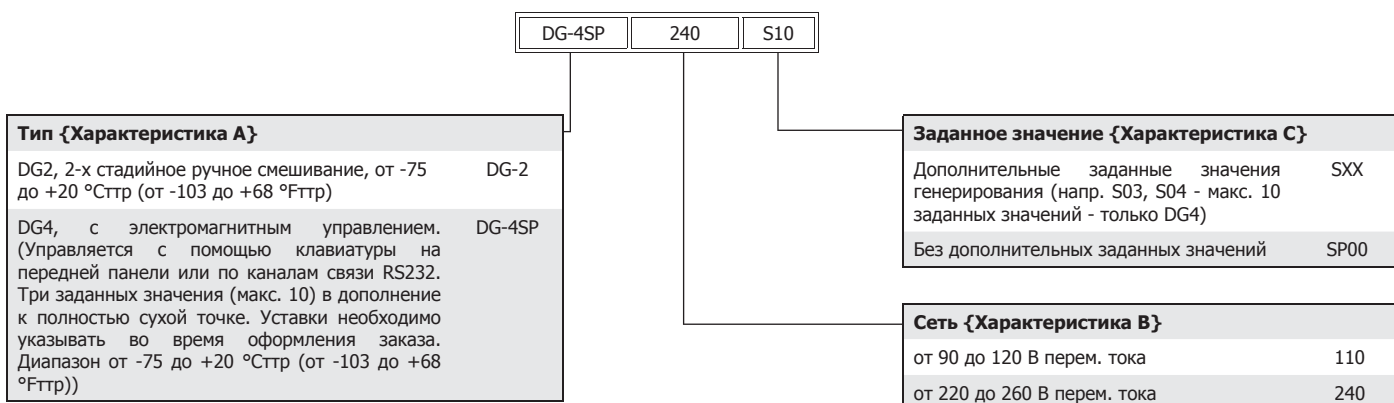 DG-4SP 240 S10
Тип {Характеристика A}
DG2, 2-х стадийное ручное смешивание, от -75 DG-2
до +20 °Cттр (от -103 до +68 °Fттр)
DG4, с электромагнитным управлением. DG-4SP
(Управляется с помощью клавиатуры на
передней панели или по каналам связи RS232.
Три заданных значения (макс. 10) в дополнение
к полностью сухой точке. Уставки необходимо
указывать во время оформления заказа.
Диапазон от -75 до +20 °Cттр (от -103 до +68
°Fттр))
Заданное значение {Характеристика C}
Дополнительные заданные значения SXX
генерирования (напр. S03, S04 - макс. 10
заданных значений - только DG4)
Без дополнительных заданных значений SP00
Сеть {Характеристика B}
от 90 до 120 В перем. тока 110
от 220 до 260 В перем. тока 240